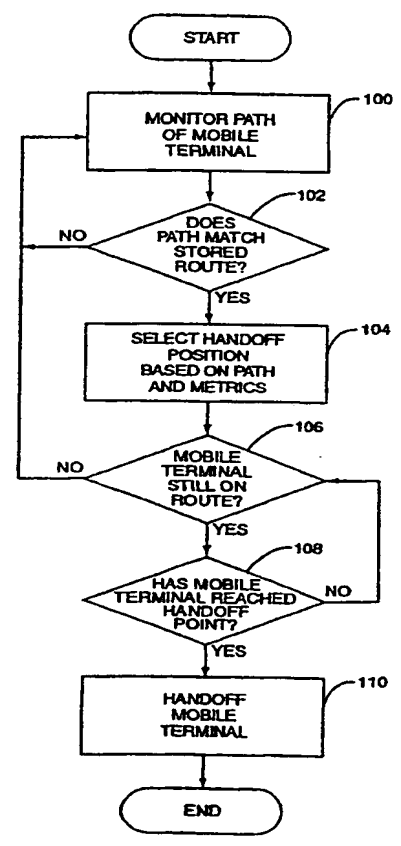 START
100
MONITOR PATH
OF MOBILE
TERMINAL
102
DOES
PATH MATCH
STORED
ROUTE?
NO
YES
104
SELECT HANDOFF
POSITION
BASED ON PATH
AND METRICS
106
MOBILE
TERMINAL
STILL ON
ROUTE?
NO
YES
108
HAS MOBILE
TERMINAL REACHED
HANDOFF
POINT?
NO
YES
110
HANDOFF
MOBILE
TERMINAL
END